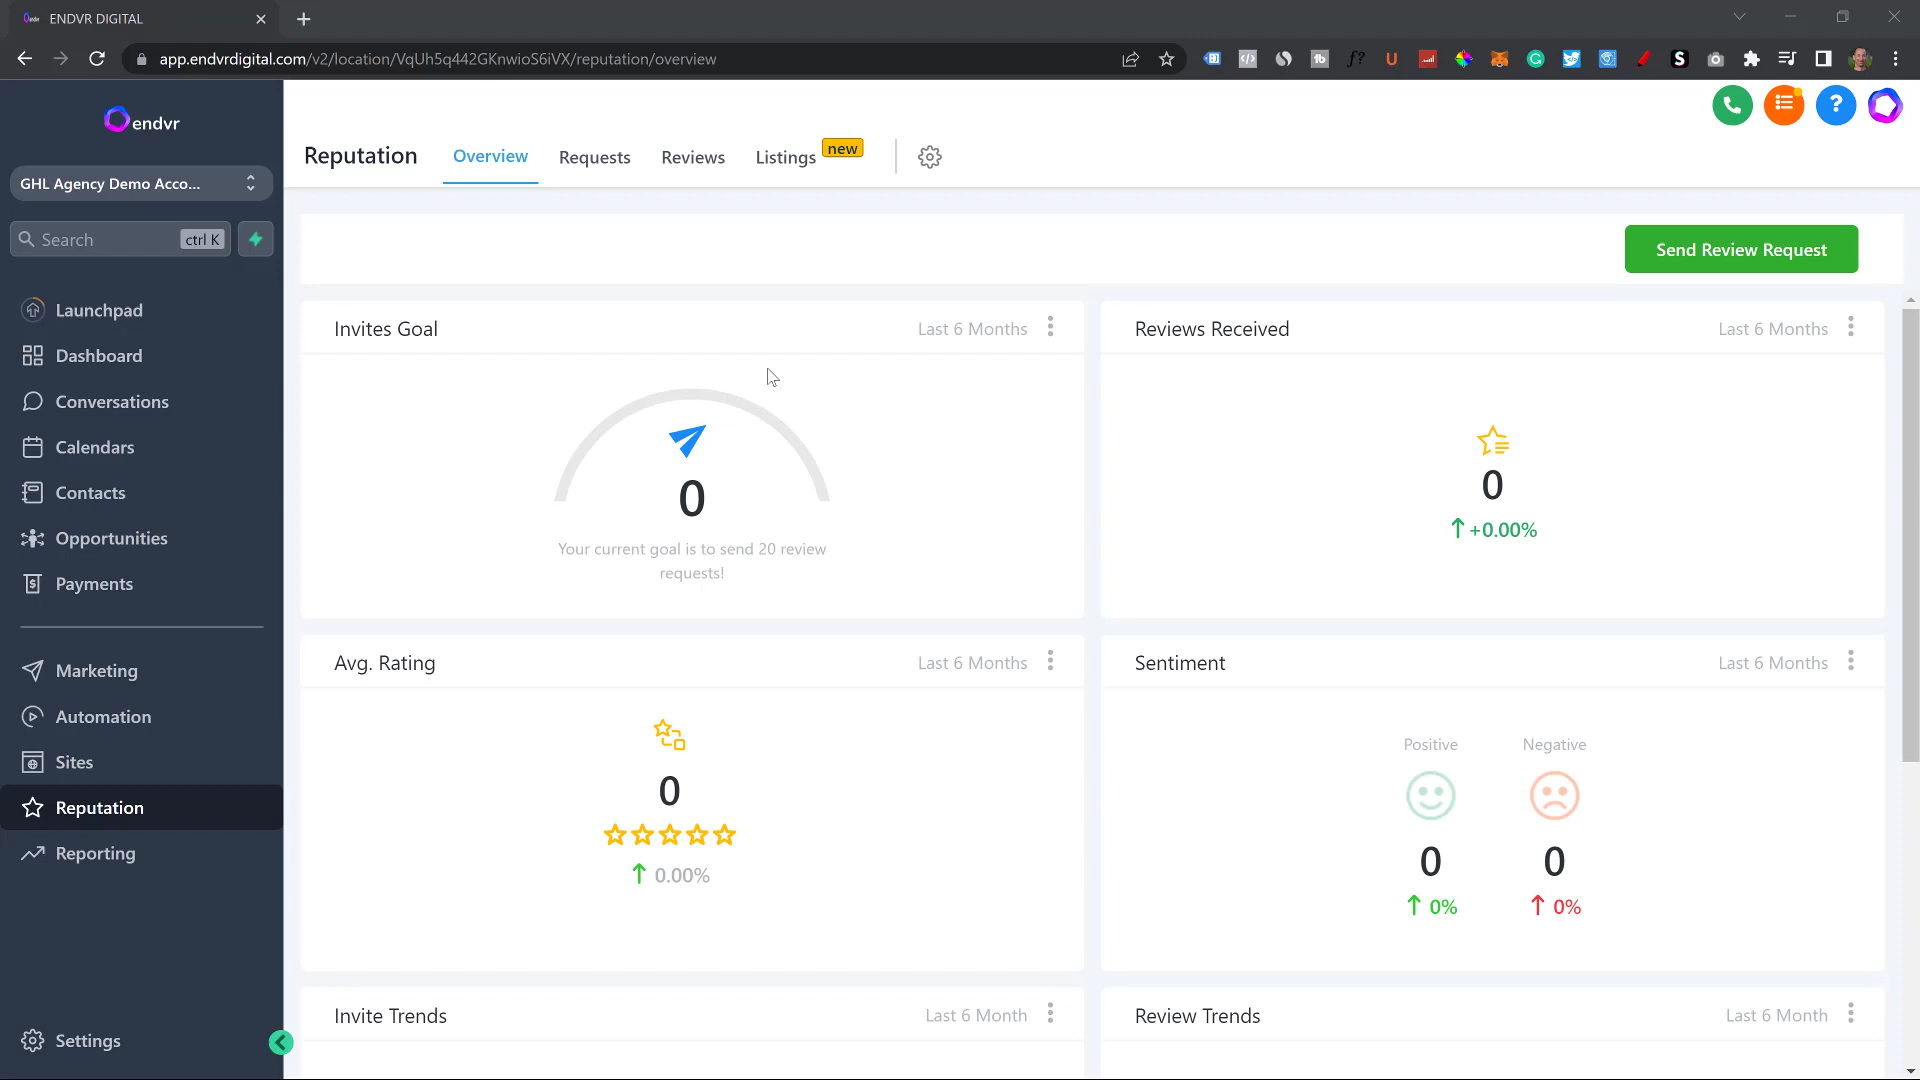 ENDVR DIGITAL
app.endvrdigital.com/v2/location/VqUh5q442GKnwioS6iVX/reputation/overview
endvr
GHL Agency Demo Acco...
Search ctrl K
Launchpad
Dashboard
Conversations
Calendars
Contacts
Opportunities
Payments
Marketing
Automation
Sites
Reputation
Reporting
Settings
Reputation Overview Requests Reviews Listings new
Send Review Request
Invites Goal Last 6 Months
0
Your current goal is to send 20 review
requests!
Reviews Received Last 6 Months
0
+0.00%
Avg. Rating Last 6 Months
0
0.00%
Sentiment Last 6 Months
Positive Negative
0 0
0% 0%
Invite Trends Last 6 Month
Review Trends Last 6 Month